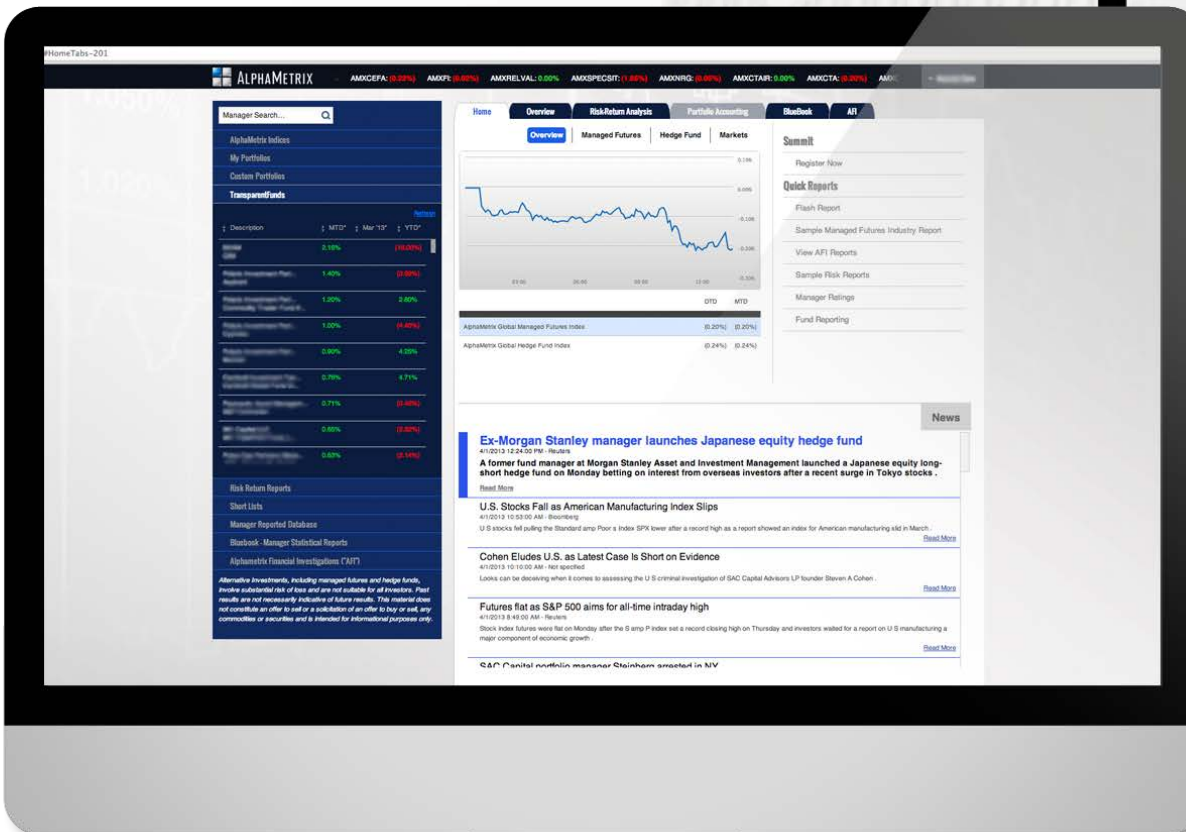 #HomeTabs-201
ALPHAMETRIX
AMXCEFA: (0.20%) AMXFI: (0.00%) AMXRELVAL: 0.00% AMXSPECSIT: (1.85%) AMXNRG: (0.00%) AMXCTAIR: 0.00% AMXCTA: (0.20%)
Manager Search...
AlphaMetrix Indices
My Portfolios
Custom Portfolios
TransparentFunds
Refresh
Description MTD* Mar '13* YTD*
2.16% (10.00%)
1.40%
1.20% 2.60%
1.00%
0.90% 4.25%
0.76% 4.71%
0.71%
0.65%
0.63% (2.14%)
Risk Return Reports
Short Lists
Manager Reported Database
Bluebook - Manager Statistical Reports
Alphametrix Financial Investigations ("AFI")
Alternative Investments, including managed futures and hedge funds,
involve substantial risk of loss and are not suitable for all investors. Past
results are not necessarily indicative of future results. This material does
not constitute an offer to sell or a solicitation of an offer to buy or sell, any
commodities or securities and is intended for informational purposes only.
Home Overview Risk-Return Analysis Portfolio Accounting BlueBook AFI
Overview Managed Futures Hedge Fund Markets
0.10%
0.00%
-0.10%
DTD MTD
AlphaMetrix Global Managed Futures Index (0.20%) (0.20%)
AlphaMetrix Global Hedge Fund Index (0.24%) (0.24%)
Summit
Register Now
Quick Reports
Flash Report
Sample Managed Futures Industry Report
View AFI Reports
Sample Risk Reports
Manager Ratings
Fund Reporting
News
Ex-Morgan Stanley manager launches Japanese equity hedge fund
4/1/2013 12:24:00 PM - Reuters
A former fund manager at Morgan Stanley Asset and Investment Management launched a Japanese equity long-
short hedge fund on Monday betting on interest from overseas investors after a recent surge in Tokyo stocks .
Read More
U.S. Stocks Fall as American Manufacturing Index Slips
4/1/2013 10:53:00 AM - Bloomberg
U S stocks fell pulling the Standard amp Poor s Index SPX lower after a record high as a report showed an index for American manufacturing slid in March .
Read More
Cohen Eludes U.S. as Latest Case Is Short on Evidence
4/1/2013 10:10:00 AM - Not specified
Looks can be deceiving when it comes to assessing the U S criminal investigation of SAC Capital Advisors LP founder Steven A Cohen .
Read More
Futures flat as S&P 500 aims for all-time intraday high
4/1/2013 8:49:00 AM - Reuters
Stock index futures were flat on Monday after the S amp P index set a record closing high on Thursday and investors waited for a report on U S manufacturing a
major component of economic growth .
Read More
SAC Capital portfolio manager Steinberg arrested in NY